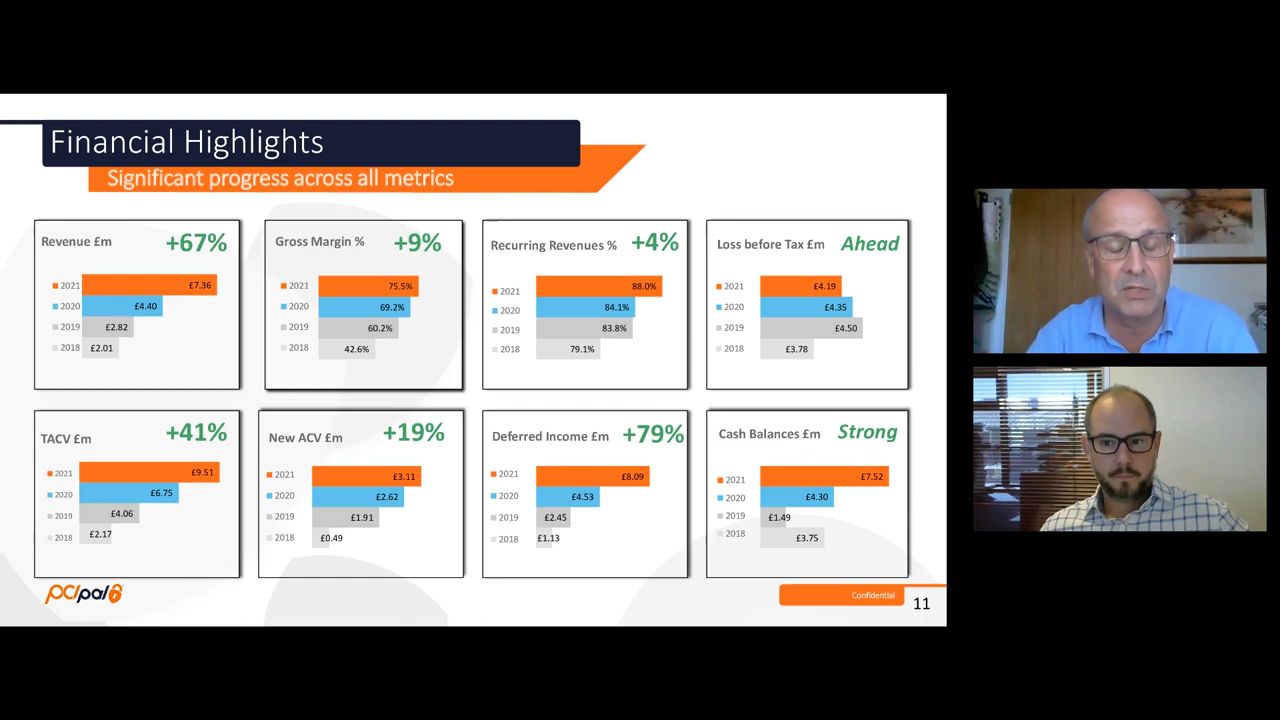 Financial Highlights
Significant progress across all metrics
Revenue £m +67%
2021 £7.36
2020 £4.40
2019 £2.82
2018 £2.01
Gross Margin % +9%
2021 75.5%
2020 69.2%
2019 60.2%
2018 42.6%
Recurring Revenues % +4%
2021 88.0%
2020 84.1%
2019 83.8%
2018 79.1%
Loss before Tax £m Ahead
2021 £4.19
2020 £4.35
2019 £4.50
2018 £3.78
TACV £m +41%
2021 £9.51
2020 £6.75
2019 £4.06
2018 £2.17
New ACV £m +19%
2021 £3.11
2020 £2.62
2019 £1.91
2018 £0.49
Deferred Income £m +79%
2021 £8.09
2020 £4.53
2019 £2.45
2018 £1.13
Cash Balances £m Strong
2021 £7.52
2020 £4.30
2019 £1.49
2018 £3.75
pcipal
Confidential
11